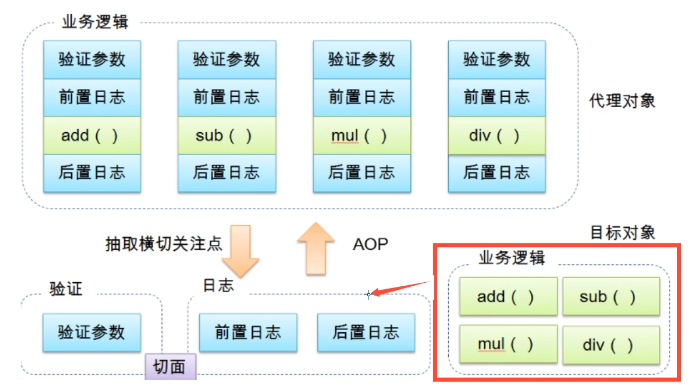 业务逻辑
验证参数 验证参数 验证参数 验证参数
前置日志 前置日志 前置日志 前置日志
代理对象
add ( ) sub ( ) mul ( ) div ( )
后置日志 后置日志 后置日志 后置日志
抽取横切关注点
AOP
目标对象
验证
日志
业务逻辑
add ( ) sub ( )
验证参数
前置日志 后置日志
mul ( ) div ( )
切面